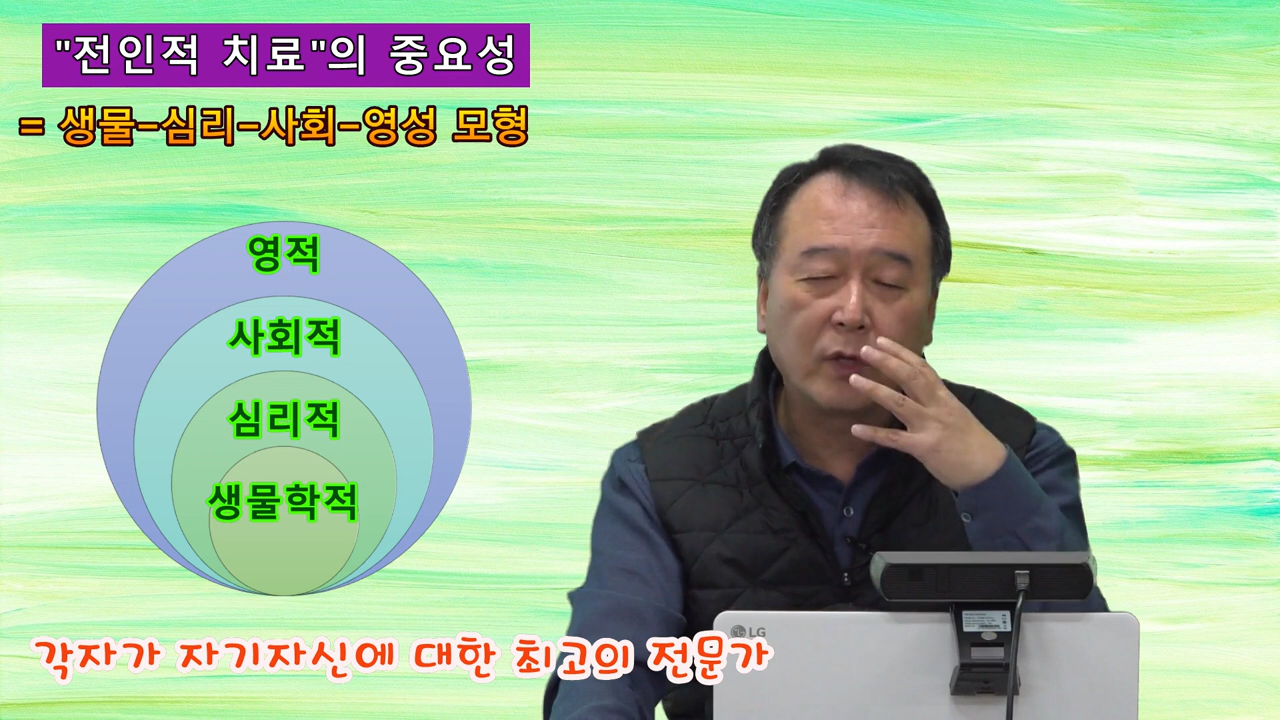 "전인적 치료"의 중요성
= 생물-심리-사회-영성 모형
영적
사회적
심리적
생물학적
각자가 자기자신에 대한 최고의 전문가
LG